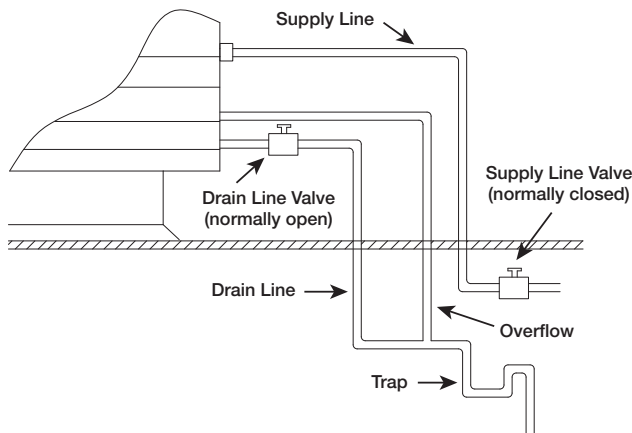 Supply Line
Drain Line Valve
(normally open)
Supply Line Valve
(normally closed)
Drain Line
Overflow
Trap